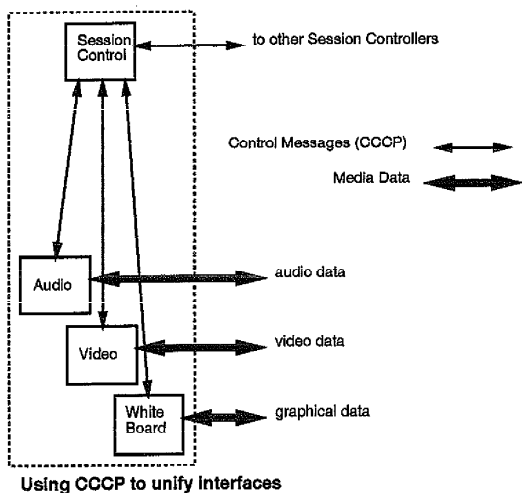 Session
Control
to other Session Controllers
Control Messages (CCCP)
Media Data
Audio
audio data
Video
video data
White
Board
graphical data
Using CCCP to unify interfaces